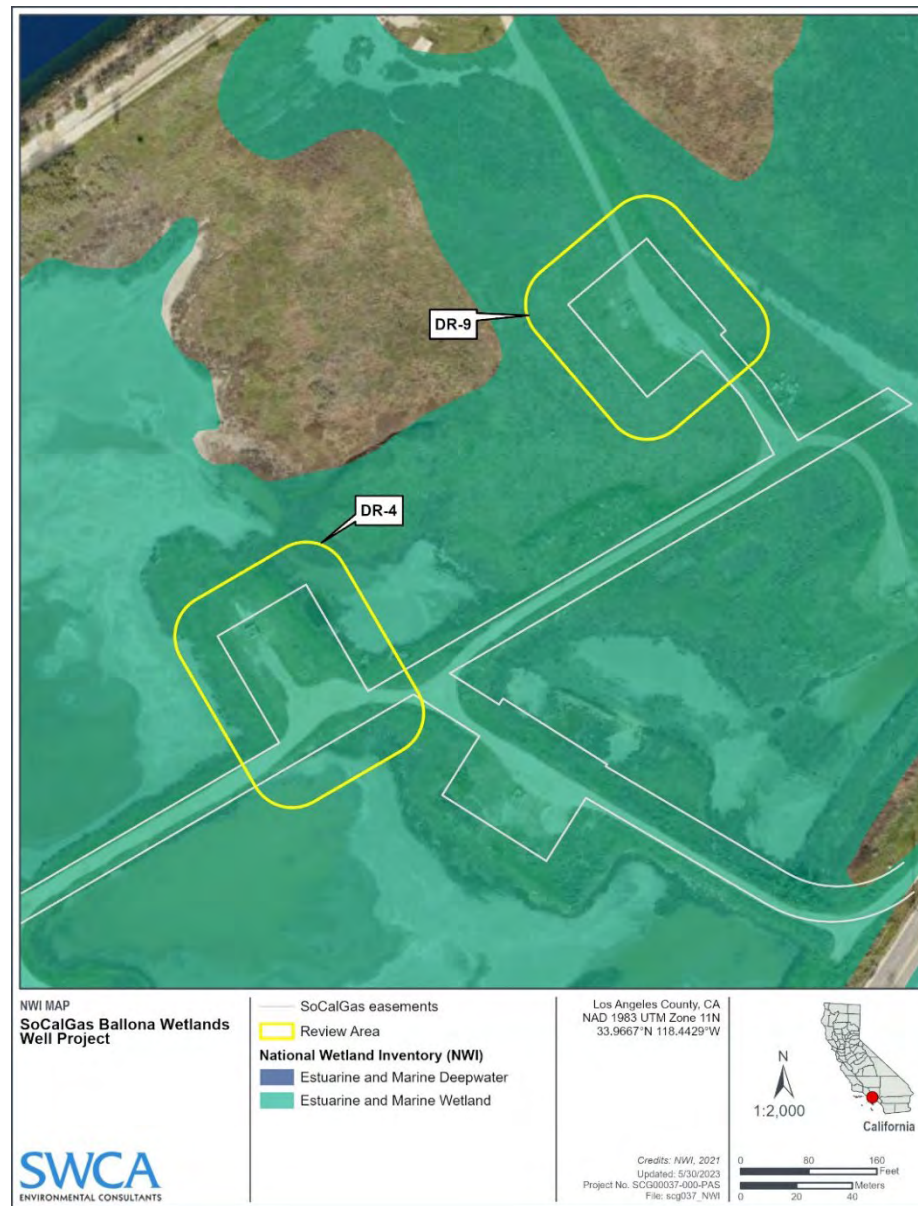 DR-9
DR-4
NWI MAP
SoCalGas Ballona Wetlands
Well Project
SWCA
ENVIRONMENTAL CONSULTANTS
SoCalGas easements
Review Area
National Wetland Inventory (NWI)
Estuarine and Marine Deepwater
Estuarine and Marine Wetland
Los Angeles County, CA
NAD 1983 UTM Zone 11N
33.9667°N 118.4429°W
Credits: NWI, 2021
Updated: 5/30/2023
Project No. SCG00037-000-PAS
File: scg037_NWI
N
1:2,000
California
0 80 160
Feet
Meters
0 20 40